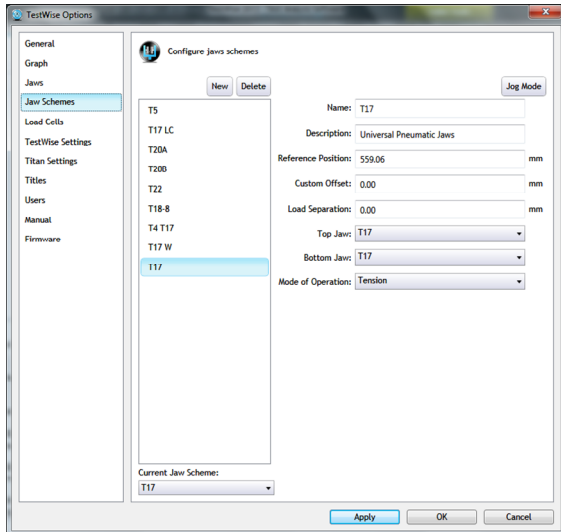 TestWise Options
General
Graph
Jaws
Jaw Schemes
Load Cells
TestWise Settings
Titan Settings
Titles
Users
Manual
Firmware
Configure jaws schemes
New Delete Jog Mode
T5
T17 LC
T20A
T20B
T22
T18-8
T4 T17
T17 W
T17
Name: T17
Description: Universal Pneumatic Jaws
Reference Position: 559.06 mm
Custom Offset: 0.00 mm
Load Separation: 0.00 mm
Top Jaw: T17
Bottom Jaw: T17
Mode of Operation: Tension
Current Jaw Scheme:
T17
Apply OK Cancel